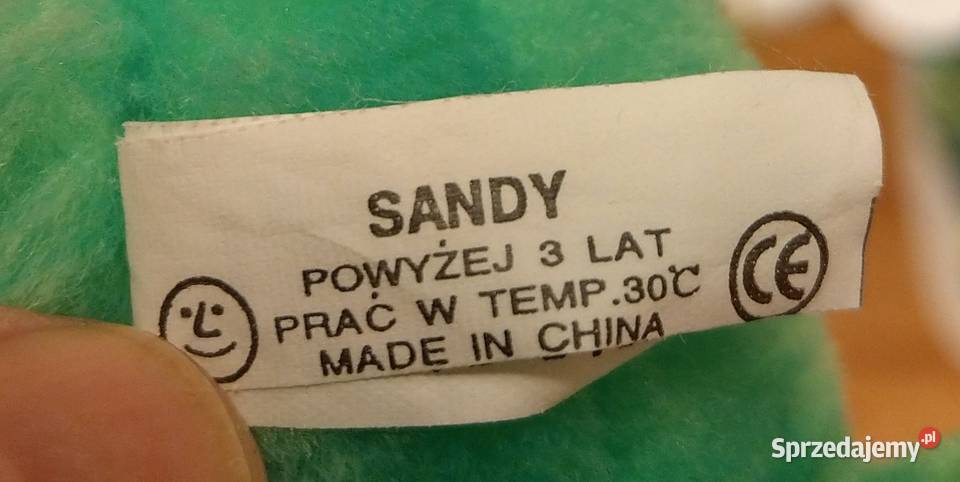 SANDY
POWYŻEJ 3 LAT
PRAĆ W TEMP.30℃
MADE IN CHINA
CE
Sprzedajemy.pl